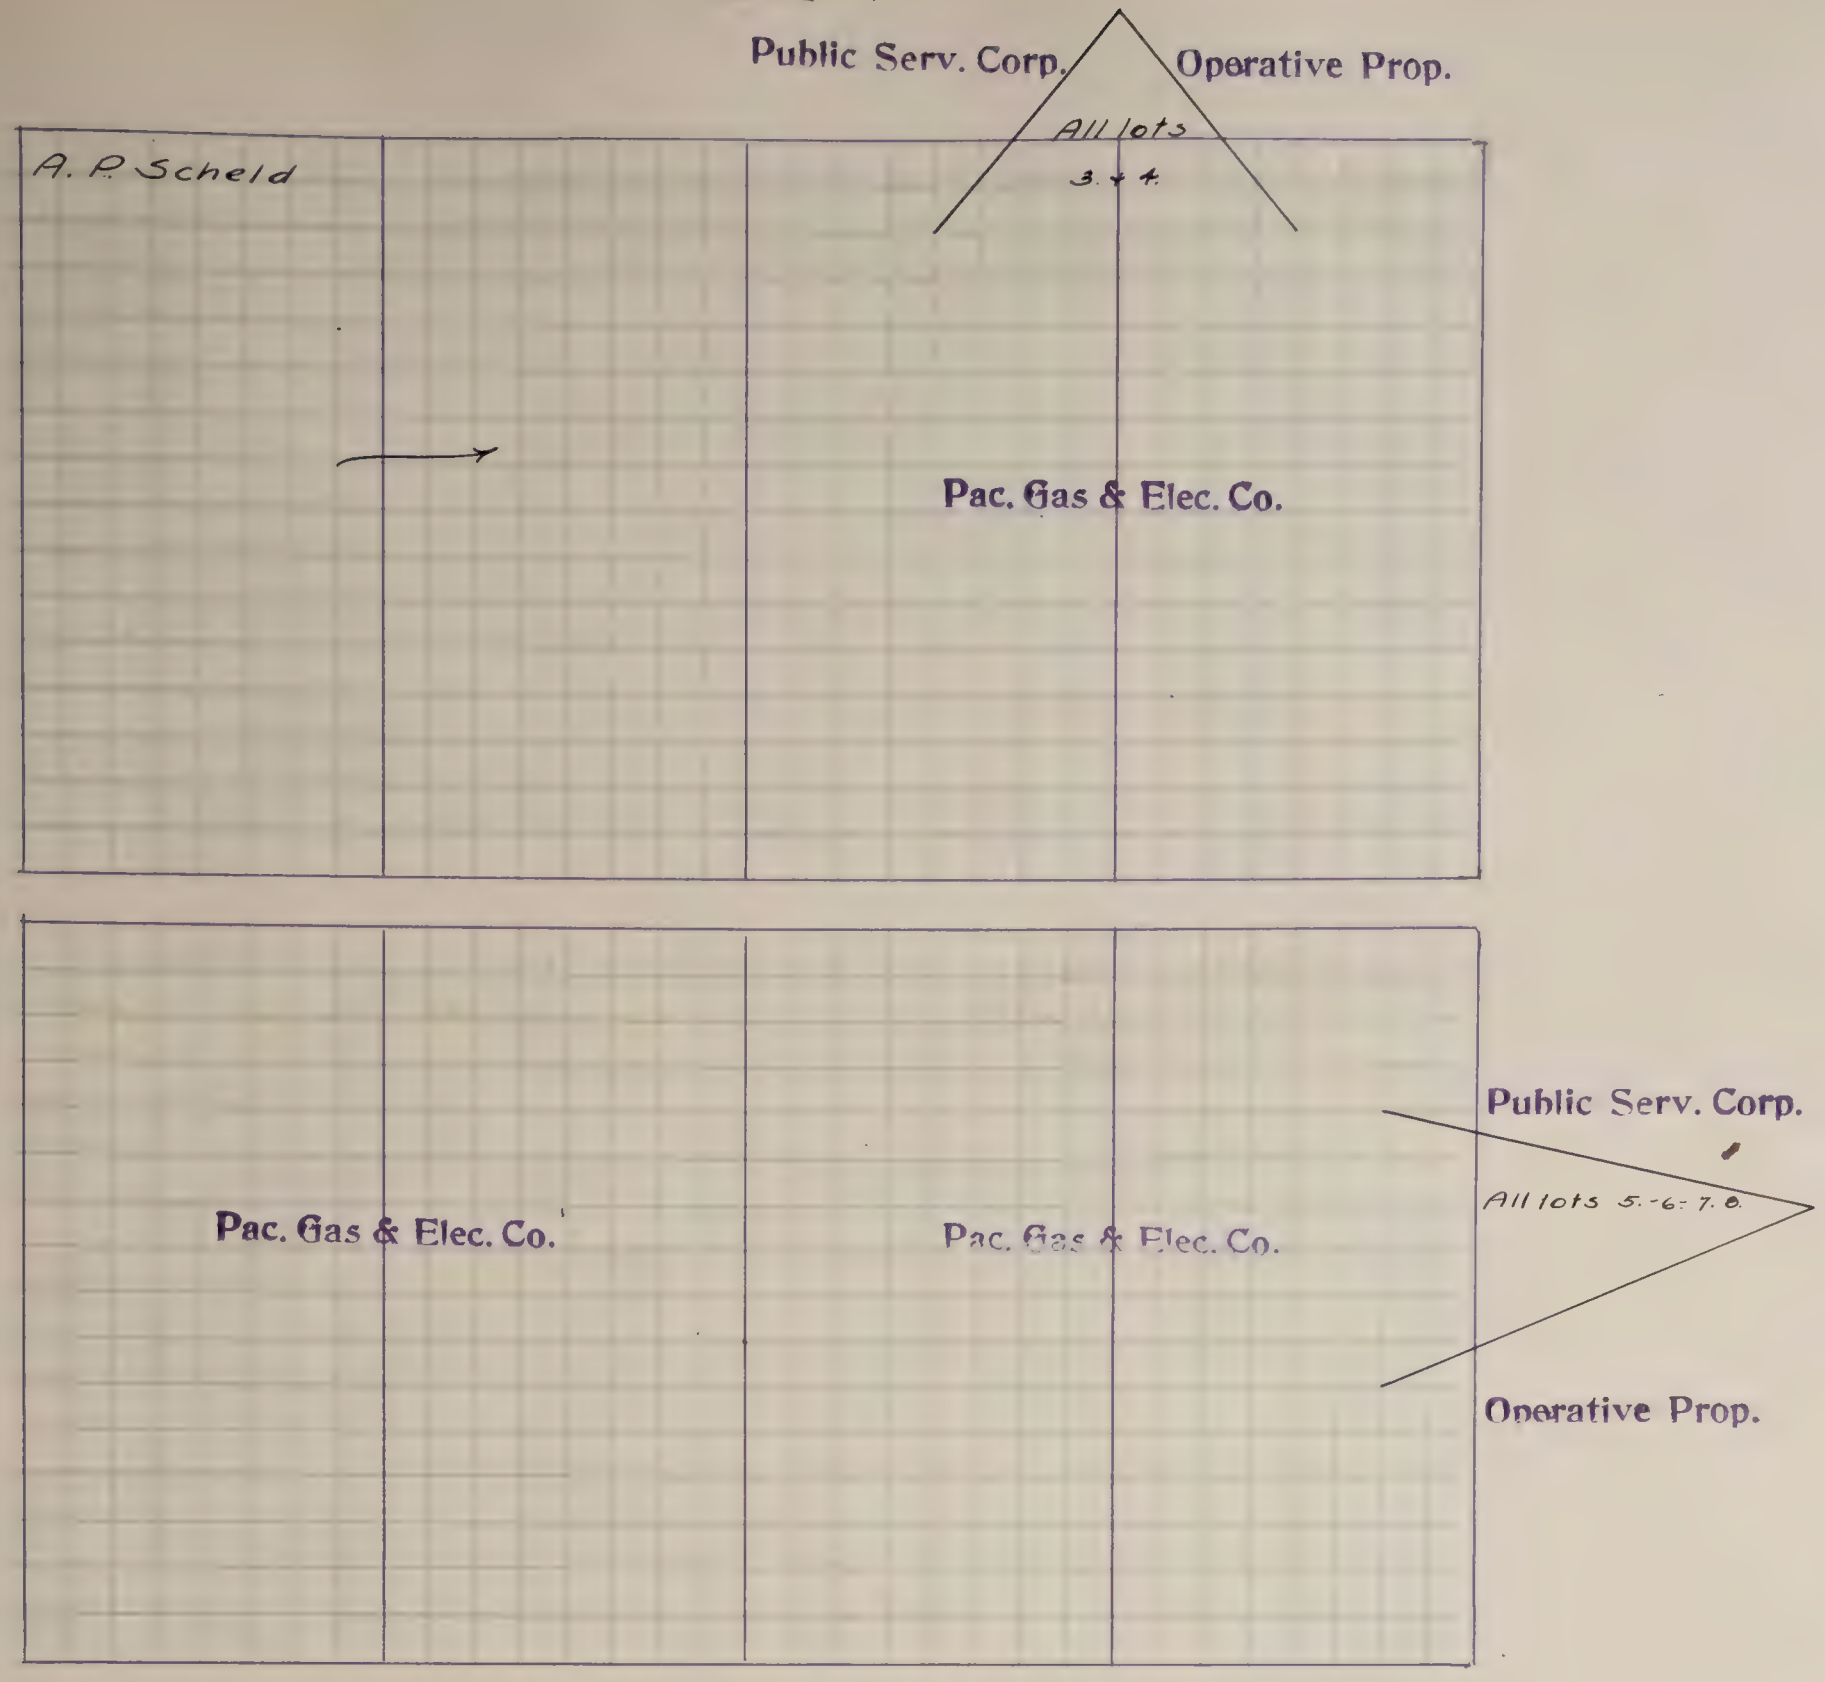 Public Serv. Corp. Operative Prop.
All lots
3. & 4.
A. P. Scheld
Pac. Gas & Elec. Co.
Public Serv. Corp.
All lots 5.-6-7.8.
Pac. Gas & Elec. Co. Pac. Gas & Elec. Co.
Operative Prop.